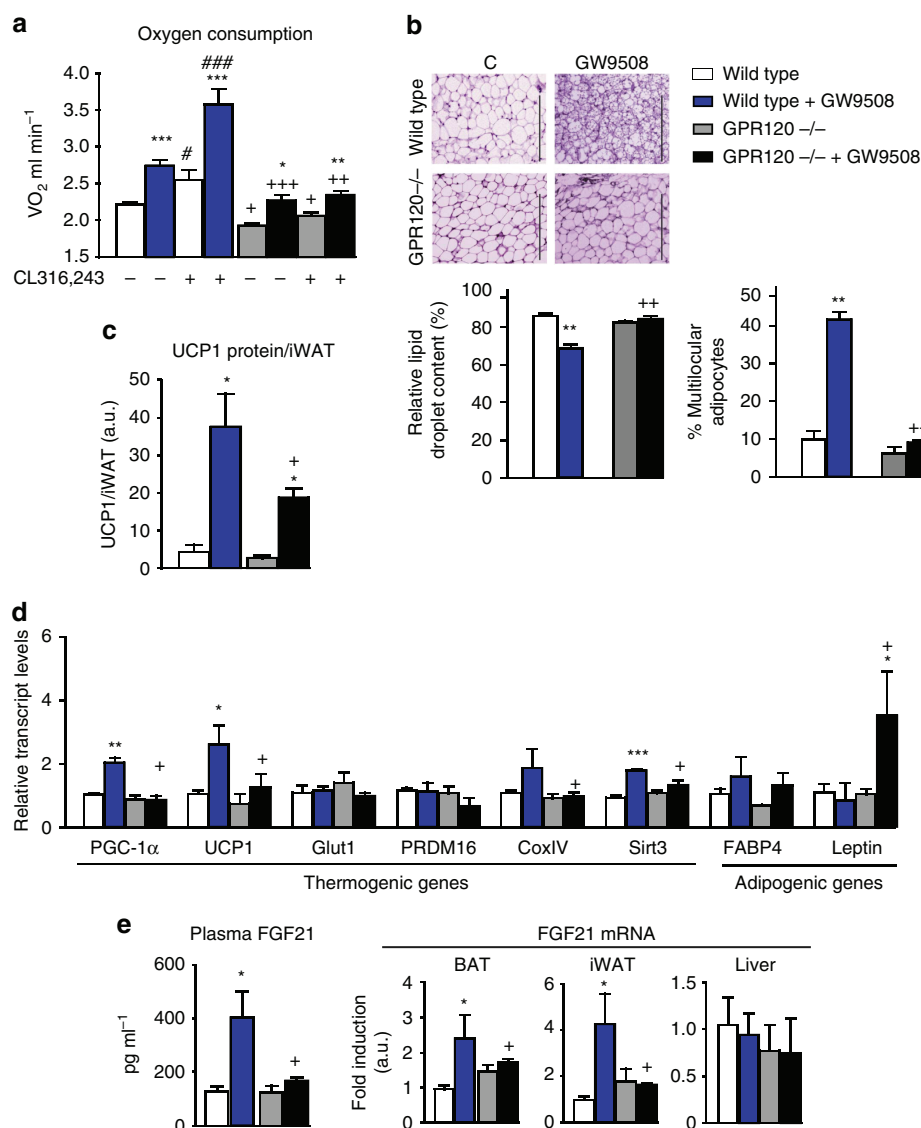 a
Oxygen consumption
VO2 ml min−1
4.0
3.5
3.0
2.5
2.0
1.5
***
#
###
***
+
*
+++
+
**
++
CL316,243 − − + + − − + +
b
C GW9508
Wild type
GPR120−/−
Wild type
Wild type + GW9508
GPR120 −/−
GPR120 −/− + GW9508
Relative lipid
droplet content (%)
100
80
60
40
20
0
**
++
% Multilocular
adipocytes
50
40
30
20
10
0
**
++
c
UCP1 protein/iWAT
UCP1/iWAT (a.u.)
50
40
30
20
10
0
*
+
*
d
Relative transcript levels
6
4
2
0
**
+
*
+
+
***
+
+
*
PGC-1α UCP1 Glut1 PRDM16 CoxIV Sirt3 FABP4 Leptin
Thermogenic genes Adipogenic genes
e
Plasma FGF21
pg ml−1
600
400
200
0
*
+
FGF21 mRNA
BAT
Fold induction
(a.u.)
4
3
2
1
0
*
+
iWAT
6
4
2
0
*
+
Liver
1.5
1.0
0.5
0